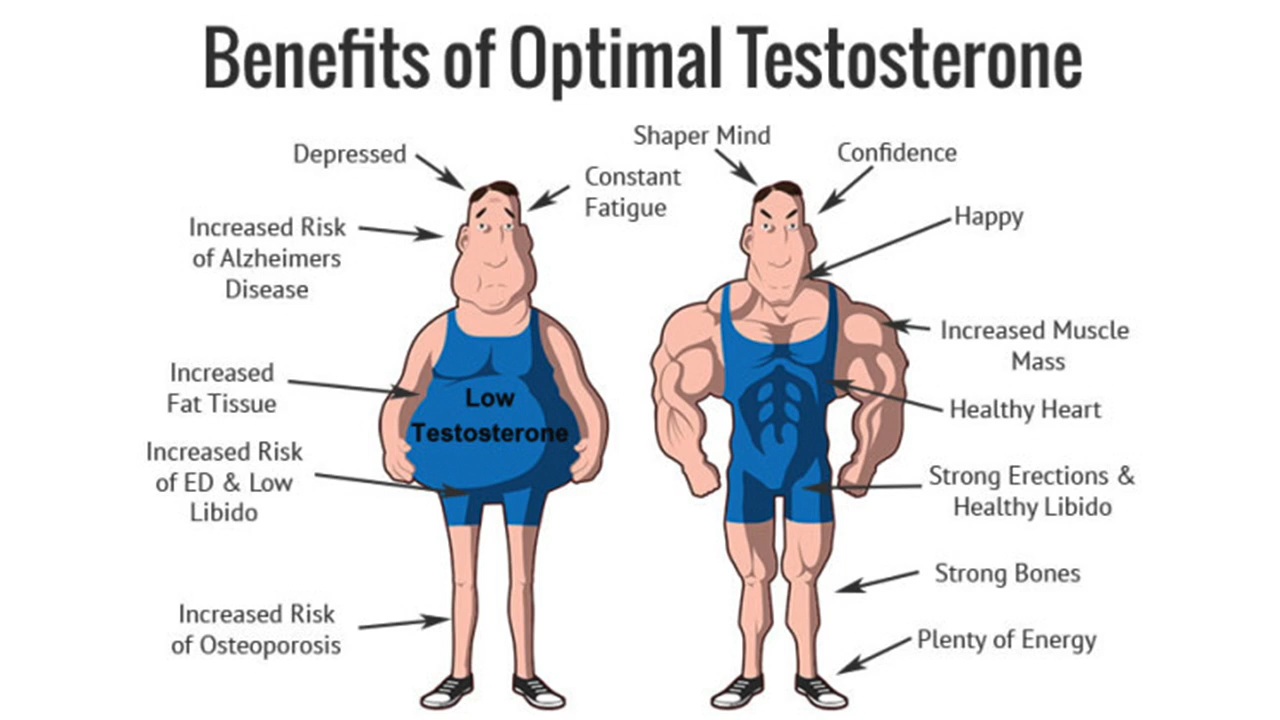 Benefits of Optimal Testosterone
Depressed
Constant
Fatigue
Increased Risk
of Alzheimers
Disease
Increased
Fat Tissue
Low
Testosterone
Increased Risk
of ED & Low
Libido
Increased Risk
of Osteoporosis
Shaper Mind
Confidence
Happy
Increased Muscle
Mass
Healthy Heart
Strong Erections &
Healthy Libido
Strong Bones
Plenty of Energy